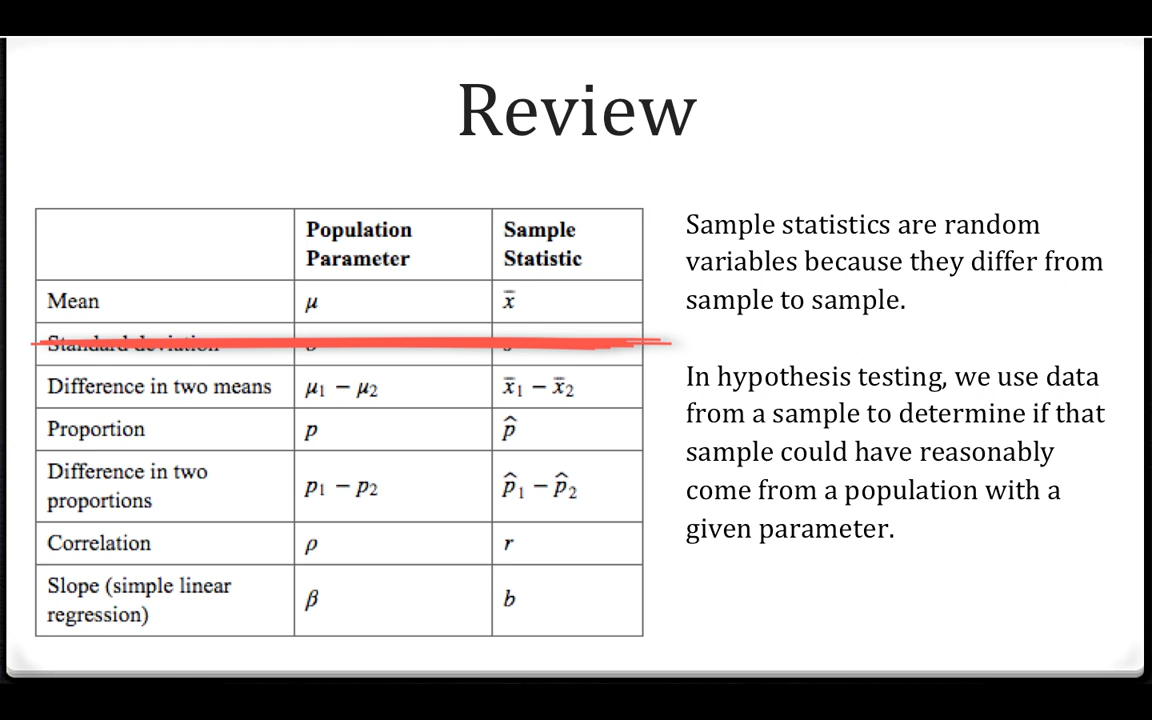 Review
Population
Parameter
Sample
Statistic
Mean
μ
x̄
Standard deviation
Difference in two means
μ₁ − μ₂
x̄₁ − x̄₂
Proportion
p
p̂
Difference in two
proportions
p₁ − p₂
p̂₁ − p̂₂
Correlation
ρ
r
Slope (simple linear
regression)
β
b
Sample statistics are random
variables because they differ from
sample to sample.
In hypothesis testing, we use data
from a sample to determine if that
sample could have reasonably
come from a population with a
given parameter.